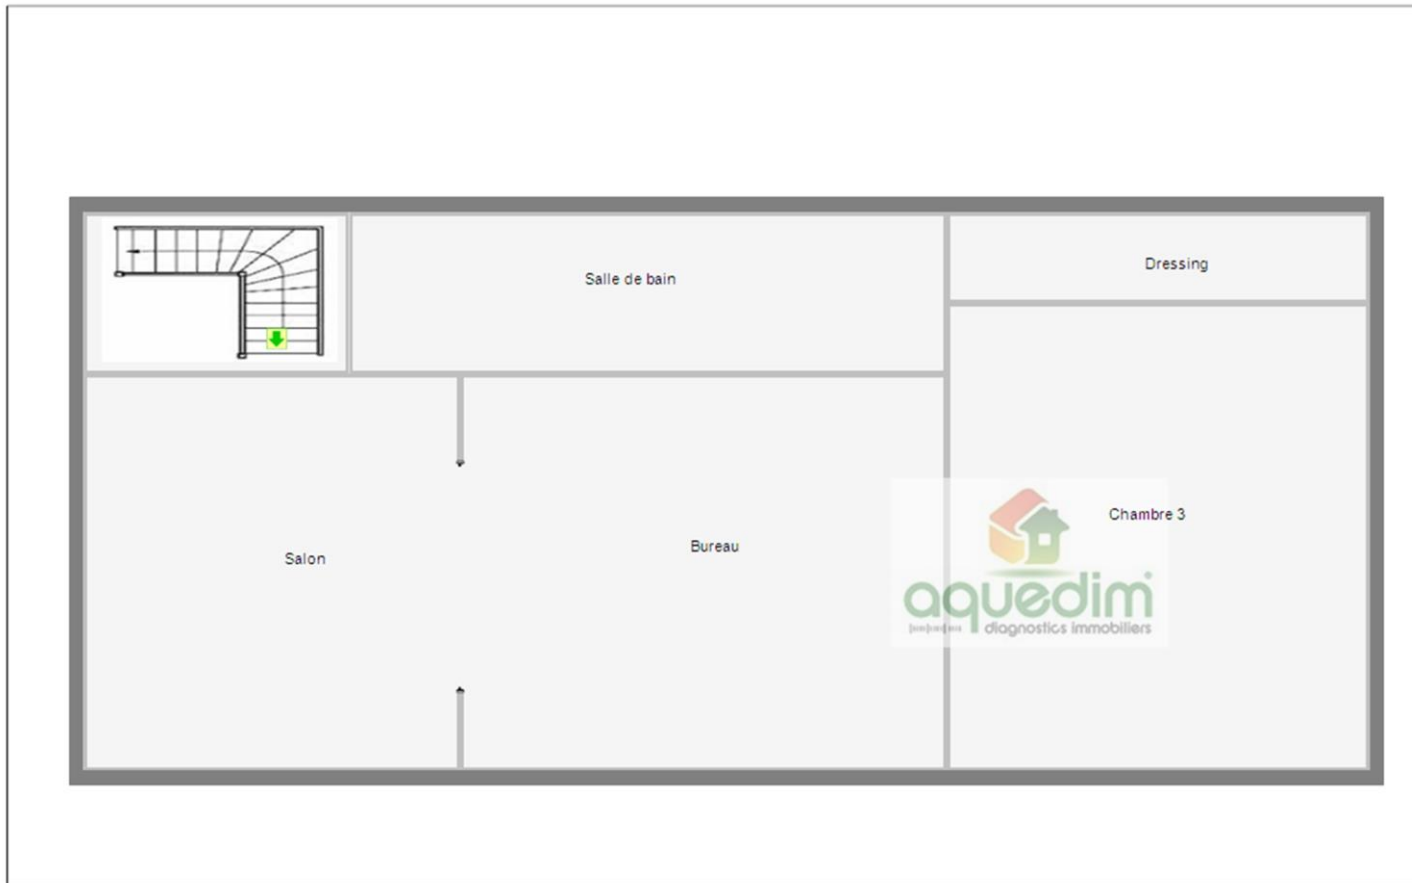 Salle de bain
Dressing
Chambre 3
Salon
Bureau
aquedim
diagnostics immobiliers